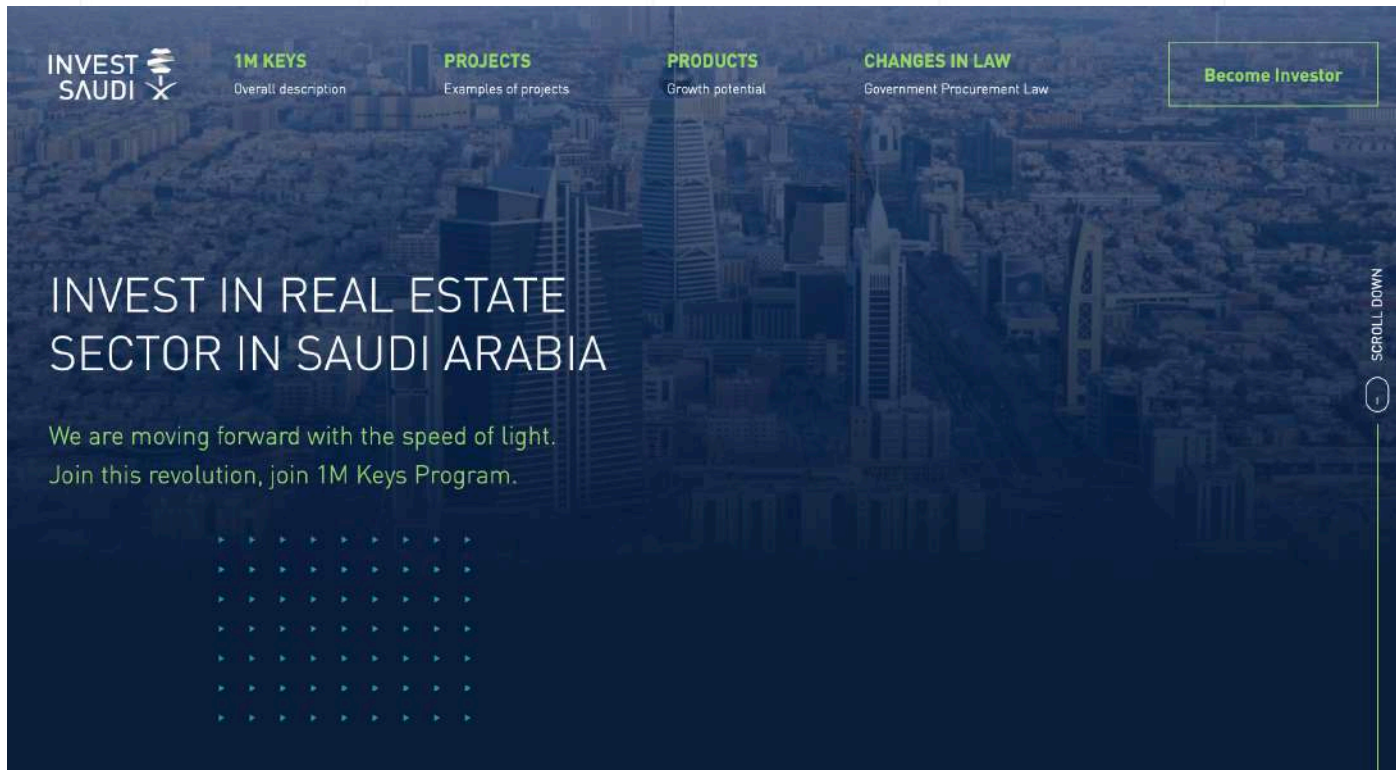 INVEST
SAUDI
1M KEYS
Overall description
PROJECTS
Examples of projects
PRODUCTS
Growth potential
CHANGES IN LAW
Government Procurement Law
Become Investor
INVEST IN REAL ESTATE
SECTOR IN SAUDI ARABIA
We are moving forward with the speed of light.
Join this revolution, join 1M Keys Program.
SCROLL DOWN